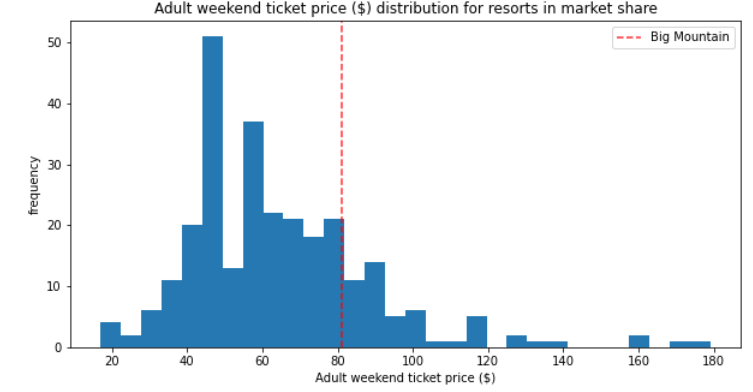 Adult weekend ticket price ($) distribution for resorts in market share
Big Mountain
50
40
30
20
10
0
frequency
20 40 60 80 100 120 140 160 180
Adult weekend ticket price ($)